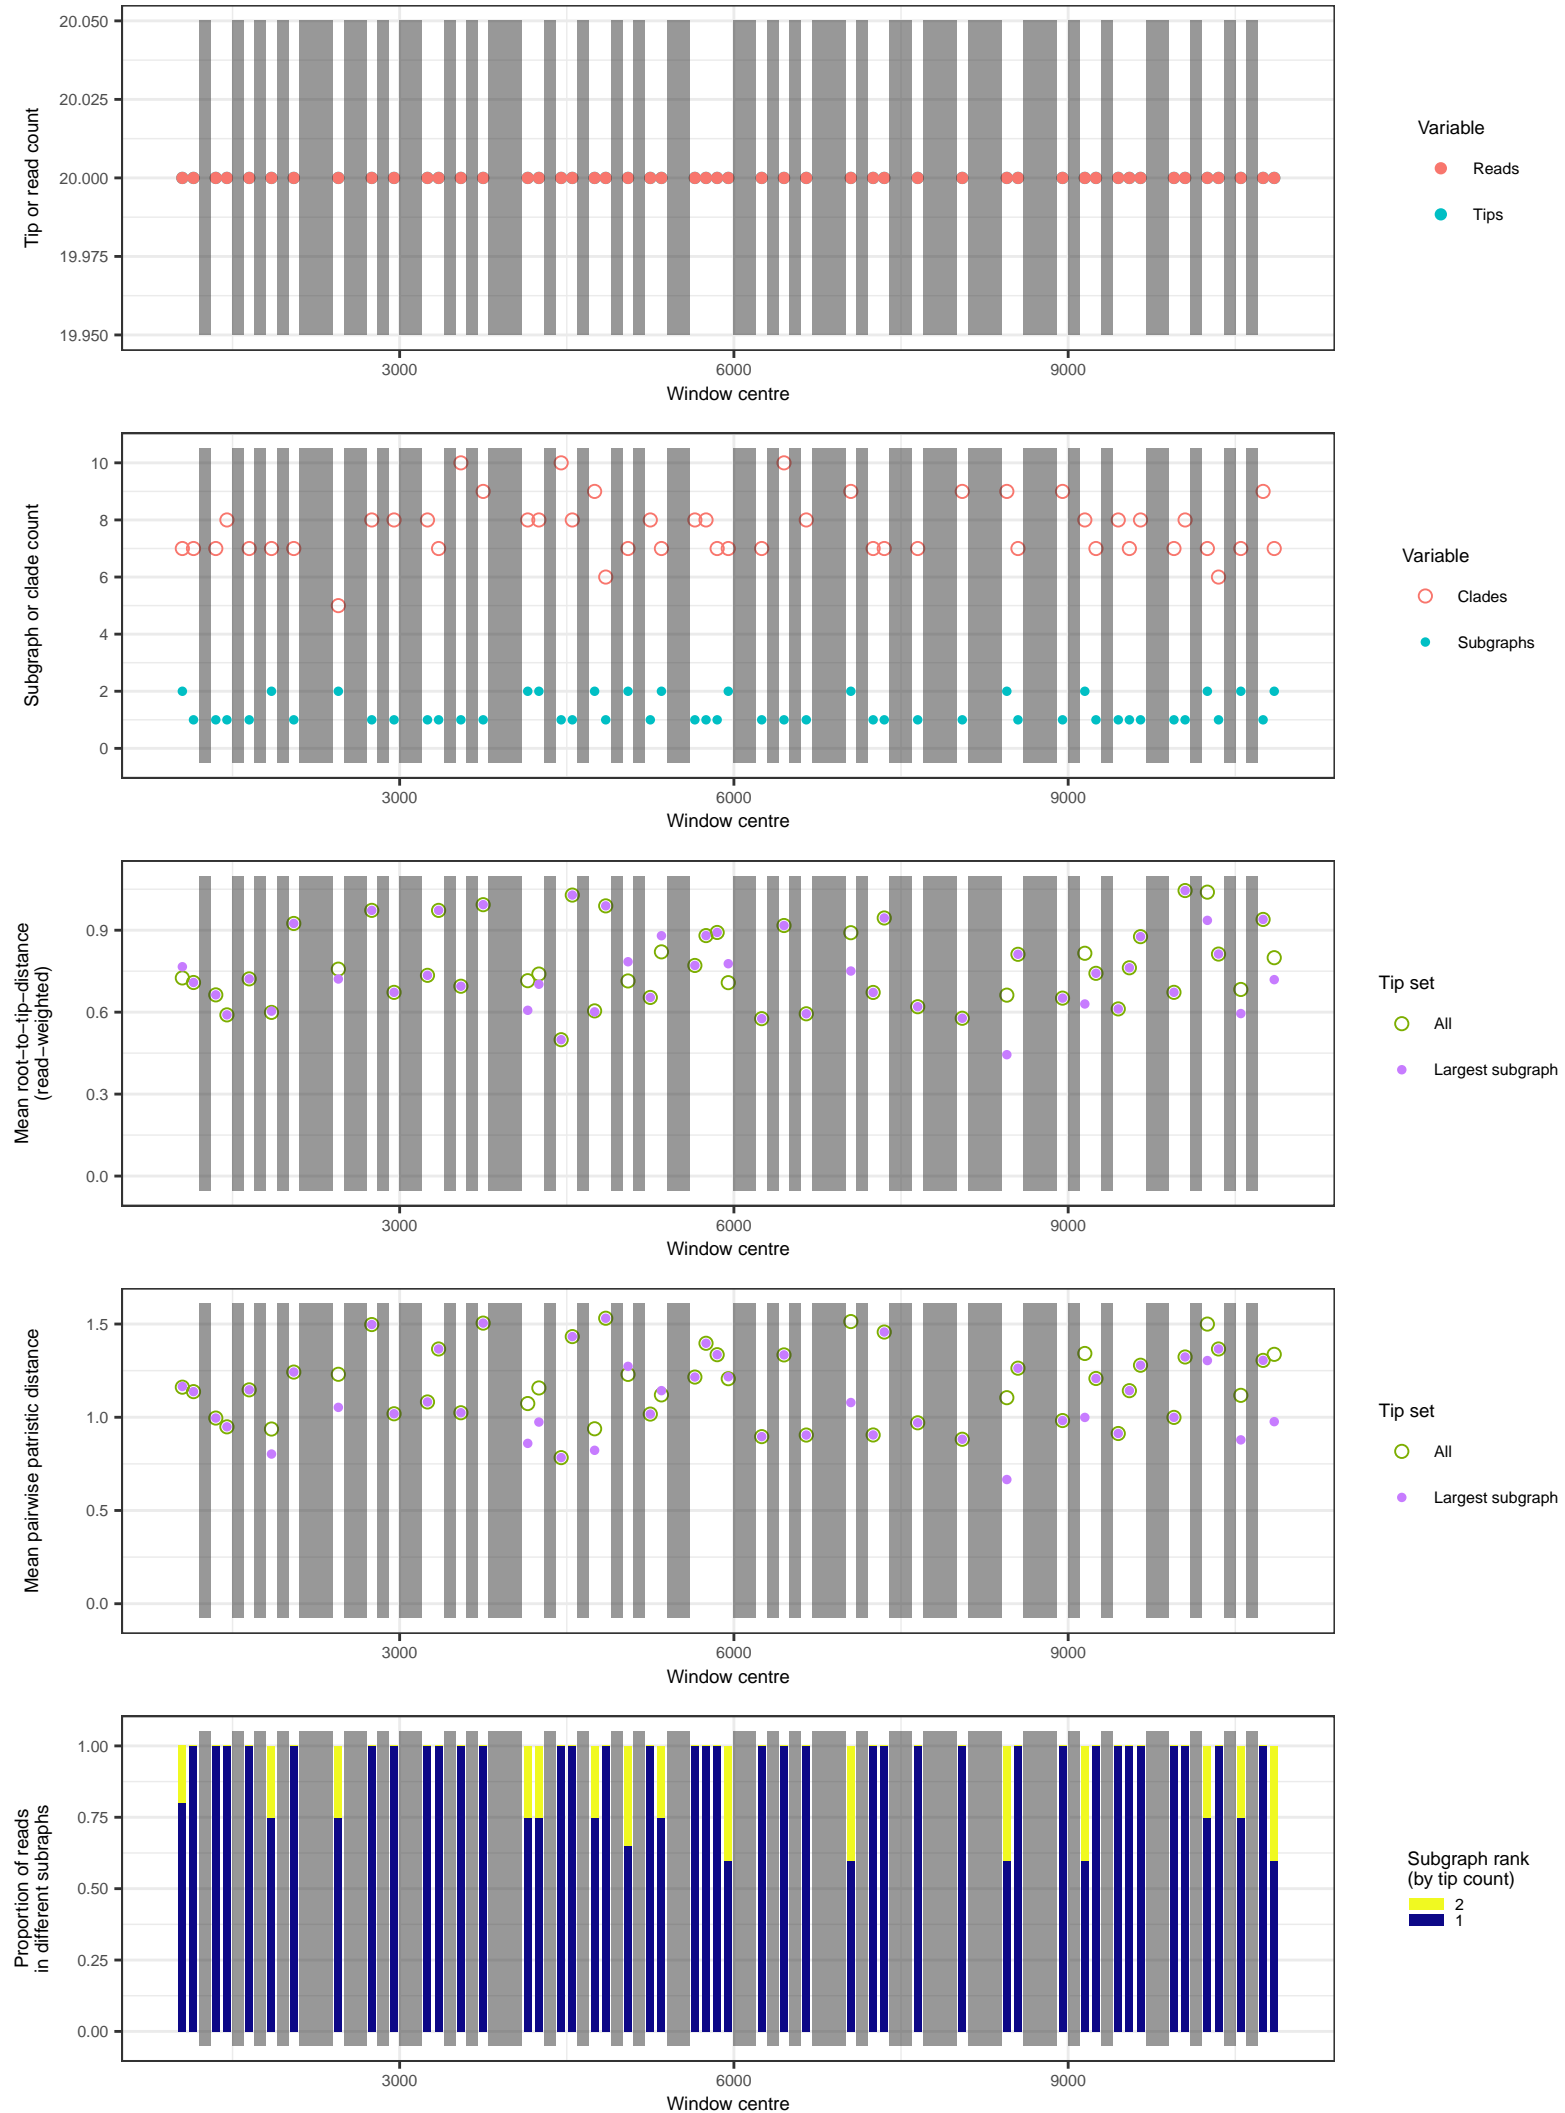 20.050
20.025
20.000
19.975
19.950
Tip or read count
3000
6000
9000
Window centre
Variable
Reads
Tips
10
8
6
4
2
0
Subgraph or clade count
3000
6000
9000
Window centre
Variable
Clades
Subgraphs
0.9
0.6
0.3
0.0
Mean root−to−tip−distance
(read−weighted)
3000
6000
9000
Window centre
Tip set
All
Largest subgraph
1.5
1.0
0.5
0.0
Mean pairwise patristic distance
3000
6000
9000
Window centre
Tip set
All
Largest subgraph
1.00
0.75
0.50
0.25
0.00
Proportion of reads
in different subraphs
3000
6000
9000
Window centre
Subgraph rank
(by tip count)
2
1